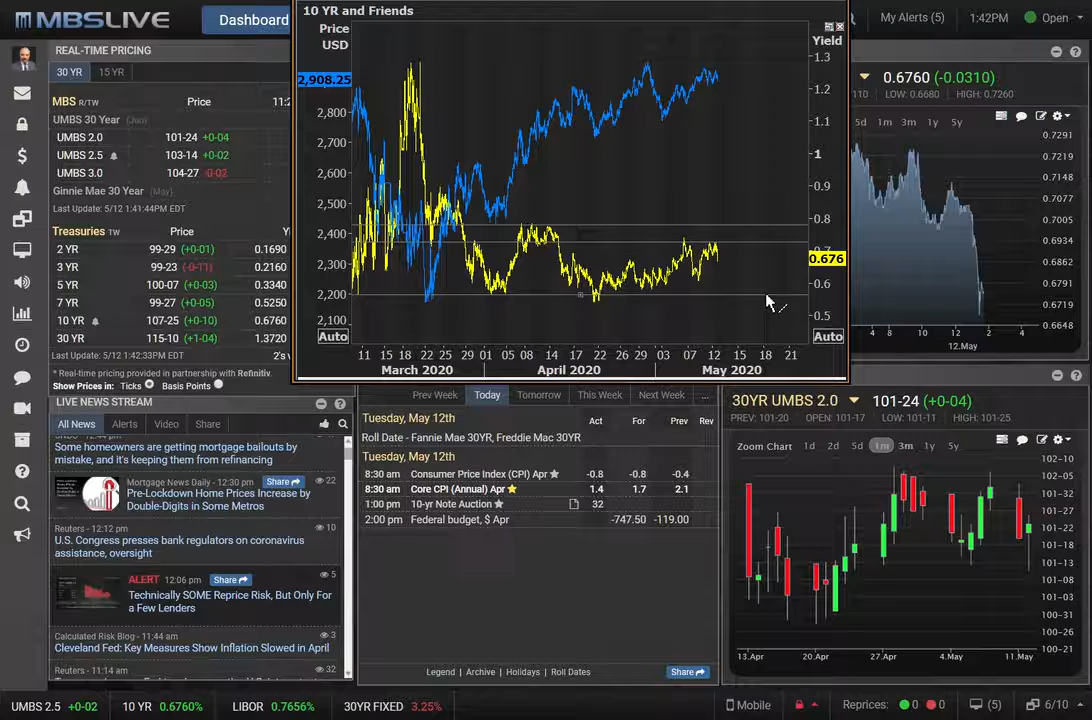 MBSLIVE
Dashboard
My Alerts (5)
1:42PM
Open
REAL-TIME PRICING
30 YR
15 YR
MBS R/TW
Price
UMBS 30 Year (Jun)
UMBS 2.0 101-24 +0-04
UMBS 2.5 103-14 +0-02
UMBS 3.0 104-27 -0-02
Ginnie Mae 30 Year (May)
Last Update: 5/12 1:41:44PM EDT
Treasuries TW Price
2 YR 99-29 (+0-01) 0.1690
3 YR 99-23 (-0-11) 0.2160
5 YR 100-07 (+0-03) 0.3340
7 YR 99-27 (+0-05) 0.5250
10 YR 107-25 (+0-10) 0.6760
30 YR 115-10 (+1-04) 1.3720
Last Update: 5/12 1:42:33PM EDT
* Real-time pricing provided in partnership with Refinitiv.
Show Prices in: Ticks Basis Points
10 YR and Friends
Price
USD
2,908.25
2,800
2,700
2,600
2,500
2,400
2,300
2,200
2,100
Auto
Yield
1.3
1.2
1.1
1
0.9
0.8
0.7
0.676
0.6
0.5
Auto
11 15 18 22 25 29 01 05 08 14 19 22 26 29 03 07 12 15 18 21
March 2020 April 2020 May 2020
0.6760 (-0.0310)
LOW: 0.6680 HIGH: 0.7260
5d 1m 3m 1y 5y
0.7291
0.7219
0.7148
0.7077
0.7005
0.6934
0.6862
0.6791
0.6719
0.6648
4 8 10 12 2 4
12.May
LIVE NEWS STREAM
All News Alerts Video Share
Some homeowners are getting mortgage bailouts by
mistake, and it's keeping them from refinancing
Mortgage News Daily - 12:30 pm Share 22
Pre-Lockdown Home Prices Increase by
Double-Digits in Some Metros
Reuters - 12:12 pm 10
U.S. Congress presses bank regulators on coronavirus
assistance, oversight
ALERT 12:06 pm Share 5
Technically SOME Reprice Risk, But Only For
a Few Lenders
Calculated Risk Blog - 11:44 am 3
Cleveland Fed: Key Measures Show Inflation Slowed in April
Reuters - 11:14 am 32
Prev Week Today Tomorrow This Week Next Week ...
Tuesday, May 12th Act For Prev Rev
Roll Date - Fannie Mae 30YR, Freddie Mac 30YR
Tuesday, May 12th
8:30 am Consumer Price Index (CPI) Apr -0.8 -0.8 -0.4
8:30 am Core CPI (Annual) Apr 1.4 1.7 2.1
1:00 pm 10-yr Note Auction 32
2:00 pm Federal budget, $ Apr -747.50 -119.00
Legend | Archive | Holidays | Roll Dates
Share
30YR UMBS 2.0 101-24 (+0-04)
PREV: 101-20 OPEN: 101-17 LOW: 101-11 HIGH: 101-25
Zoom Chart 1d 2d 5d 1m 3m 1y 5y
102-10
102-05
101-31
101-27
101-22
101-18
101-13
101-08
101-03
100-31
100-26
100-21
13.Apr 20.Apr 27.Apr 4.May 11.May
UMBS 2.5 +0-02
10 YR 0.6760%
LIBOR 0.7656%
30YR FIXED 3.25%
Mobile
Reprices: 0 0
(5)
6/10